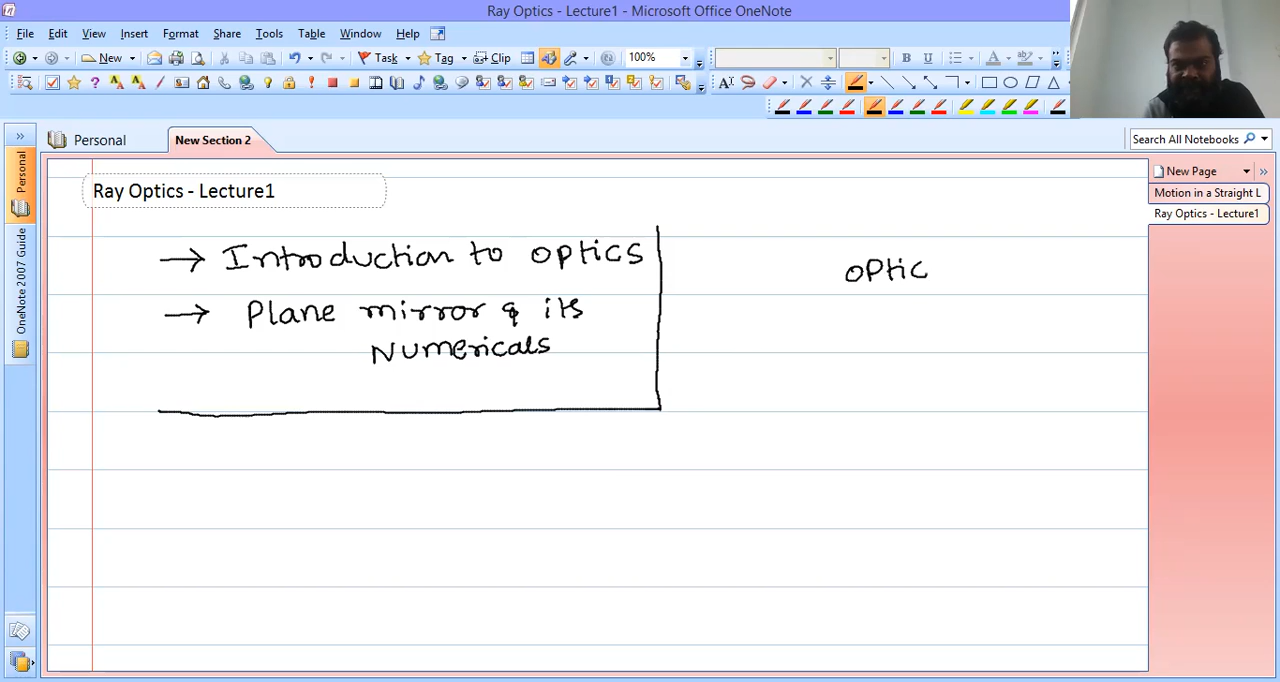 Ray Optics - Lecture1 - Microsoft Office OneNote
File Edit View Insert Format Share Tools Table Window Help
New Task Tag Clip 100% B U
Personal New Section 2 Search All Notebooks
Personal
OneNote 2007 Guide
Ray Optics - Lecture1
→ Introduction to optics
→ Plane mirror & its
Numericals
optic
New Page
Motion in a Straight L
Ray Optics - Lecture1